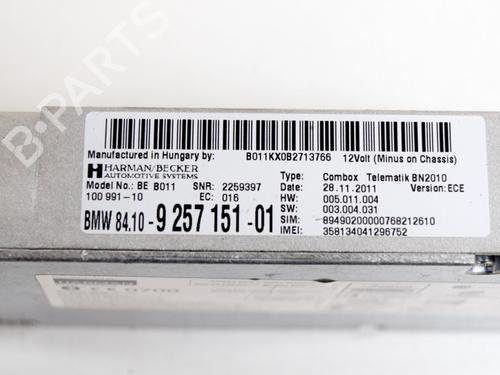 B-PARTS
Manufactured in Hungary by: B011KX0B2713766 12Volt (Minus on Chassis)
HARMAN/BECKER
AUTOMOTIVE SYSTEMS
Type: Combox Telematik BN2010
Model No.: BE B011 SNR: 2259397 28.11.2011 Version: ECE
100 991-10 EC: 016 HW: 005.011.004
SW: 003.004.031
BMW 84.10- 9 257 151 -01
SIM: 89490200000768212610
IMEI: 358134041296752